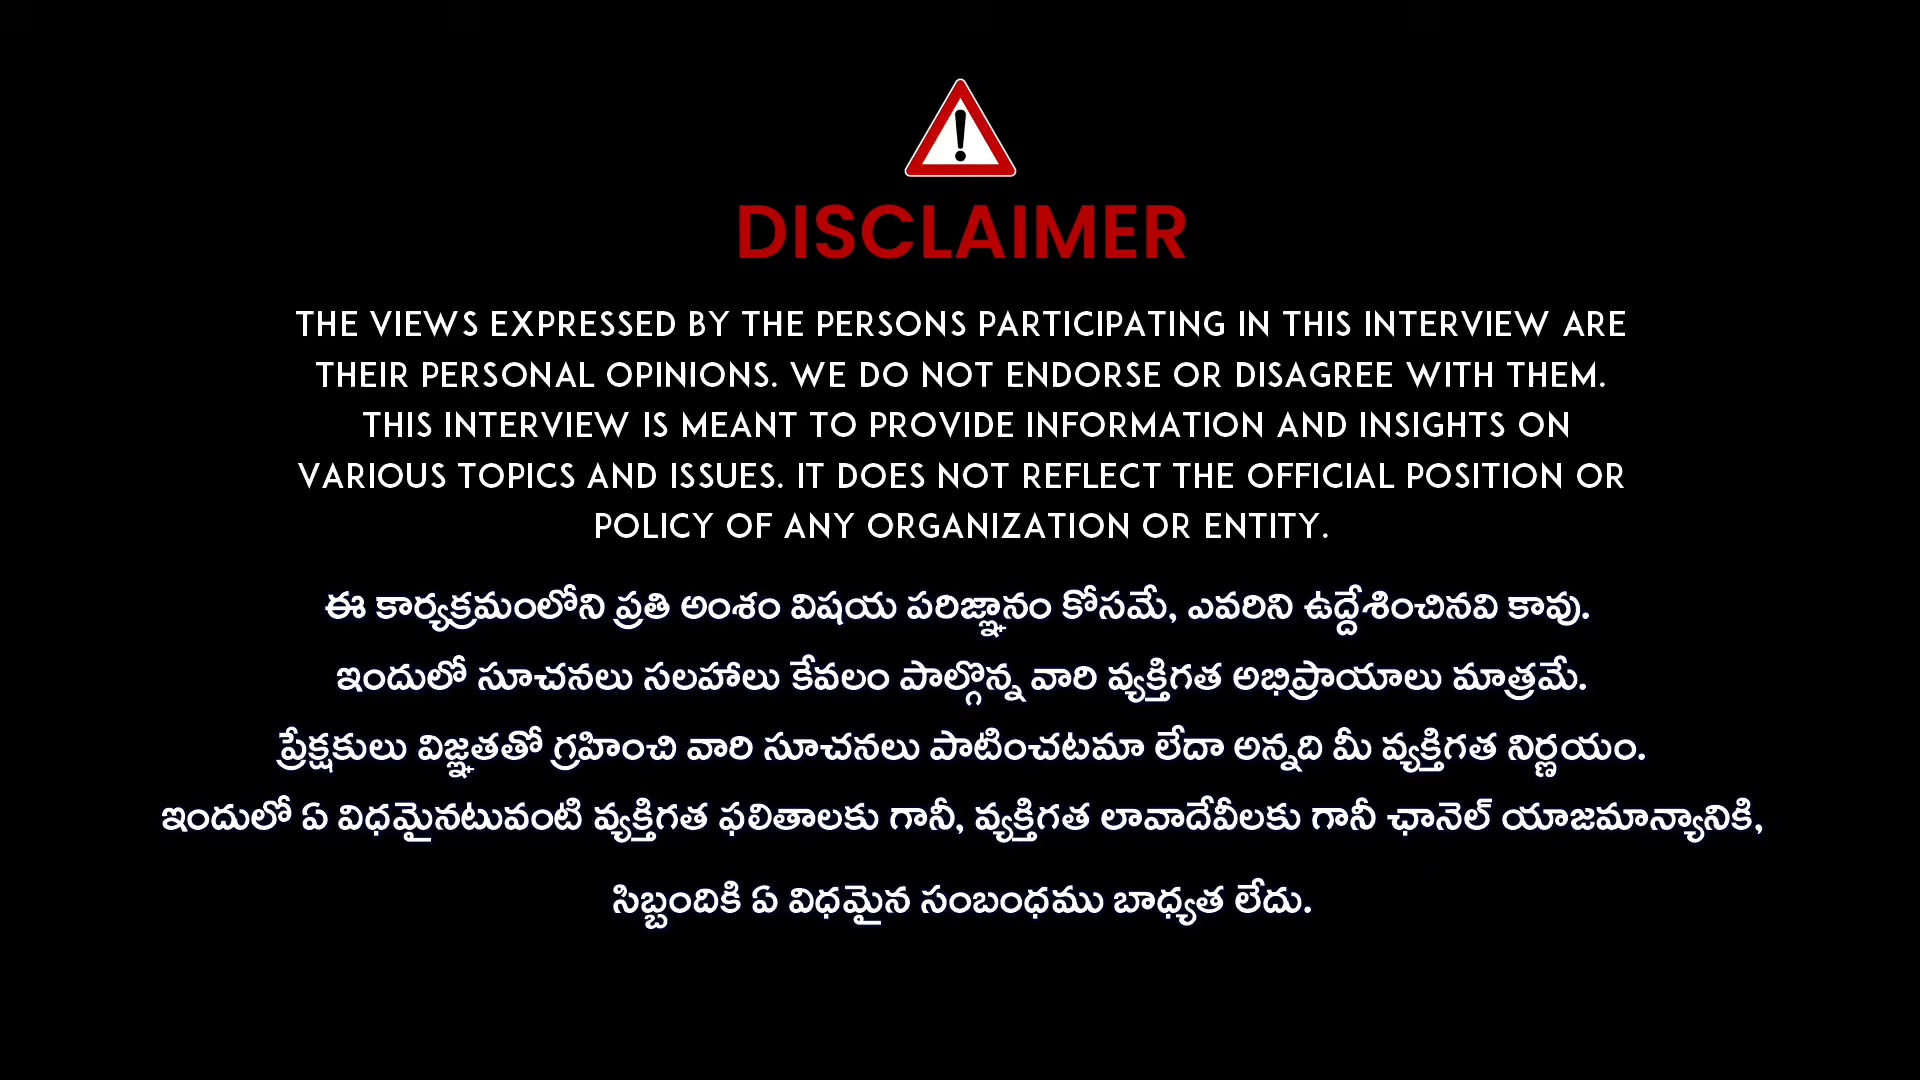 DISCLAIMER
THE VIEWS EXPRESSED BY THE PERSONS PARTICIPATING IN THIS INTERVIEW ARE
THEIR PERSONAL OPINIONS. WE DO NOT ENDORSE OR DISAGREE WITH THEM.
THIS INTERVIEW IS MEANT TO PROVIDE INFORMATION AND INSIGHTS ON
VARIOUS TOPICS AND ISSUES. IT DOES NOT REFLECT THE OFFICIAL POSITION OR
POLICY OF ANY ORGANIZATION OR ENTITY.
ఈ కార్యక్రమంలోని ప్రతి అంశం విషయ పరిజ్ఞానం కోసమే, ఎవరిని ఉద్దేశించినవి కావు.
ఇందులో సూచనలు సలహాలు కేవలం పాల్గొన్న వారి వ్యక్తిగత అభిప్రాయాలు మాత్రమే.
ప్రేక్షకులు విజ్ఞతతో గ్రహించి వారి సూచనలు పాటించటమా లేదా అన్నది మీ వ్యక్తిగత నిర్ణయం.
ఇందులో ఏ విధమైనటువంటి వ్యక్తిగత ఫలితాలకు గానీ, వ్యక్తిగత లావాదేవీలకు గానీ ఛానెల్ యాజమాన్యానికి,
సిబ్బందికి ఏ విధమైన సంబంధము బాధ్యత లేదు.